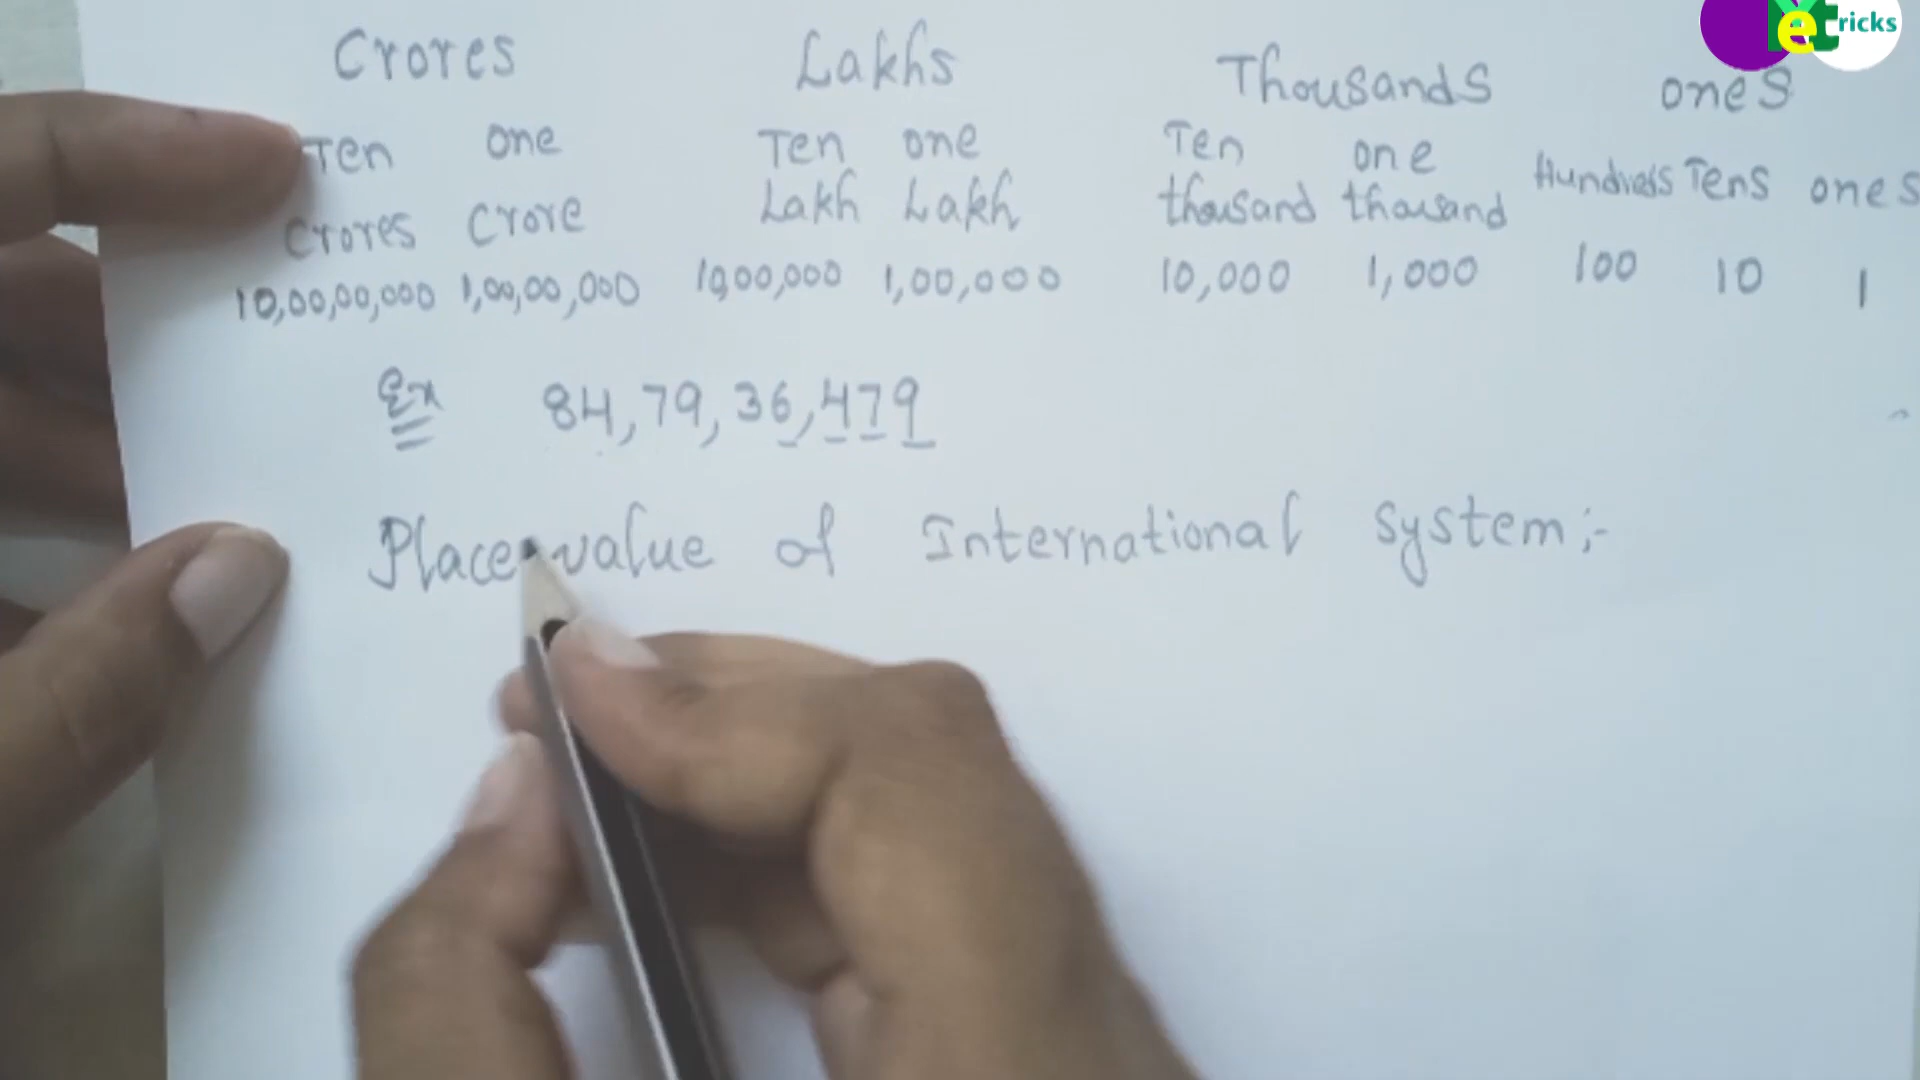 Yetricks
Crores Lakhs Thousands ones
Ten one Ten one Ten one Hundreds Tens ones
Crores Crore Lakh Lakh thousand thousand
10,00,00,000 1,00,00,000 10,00,000 1,00,000 10,000 1,000 100 10 1
Ex 84,79,36,479
Place value of International system:-